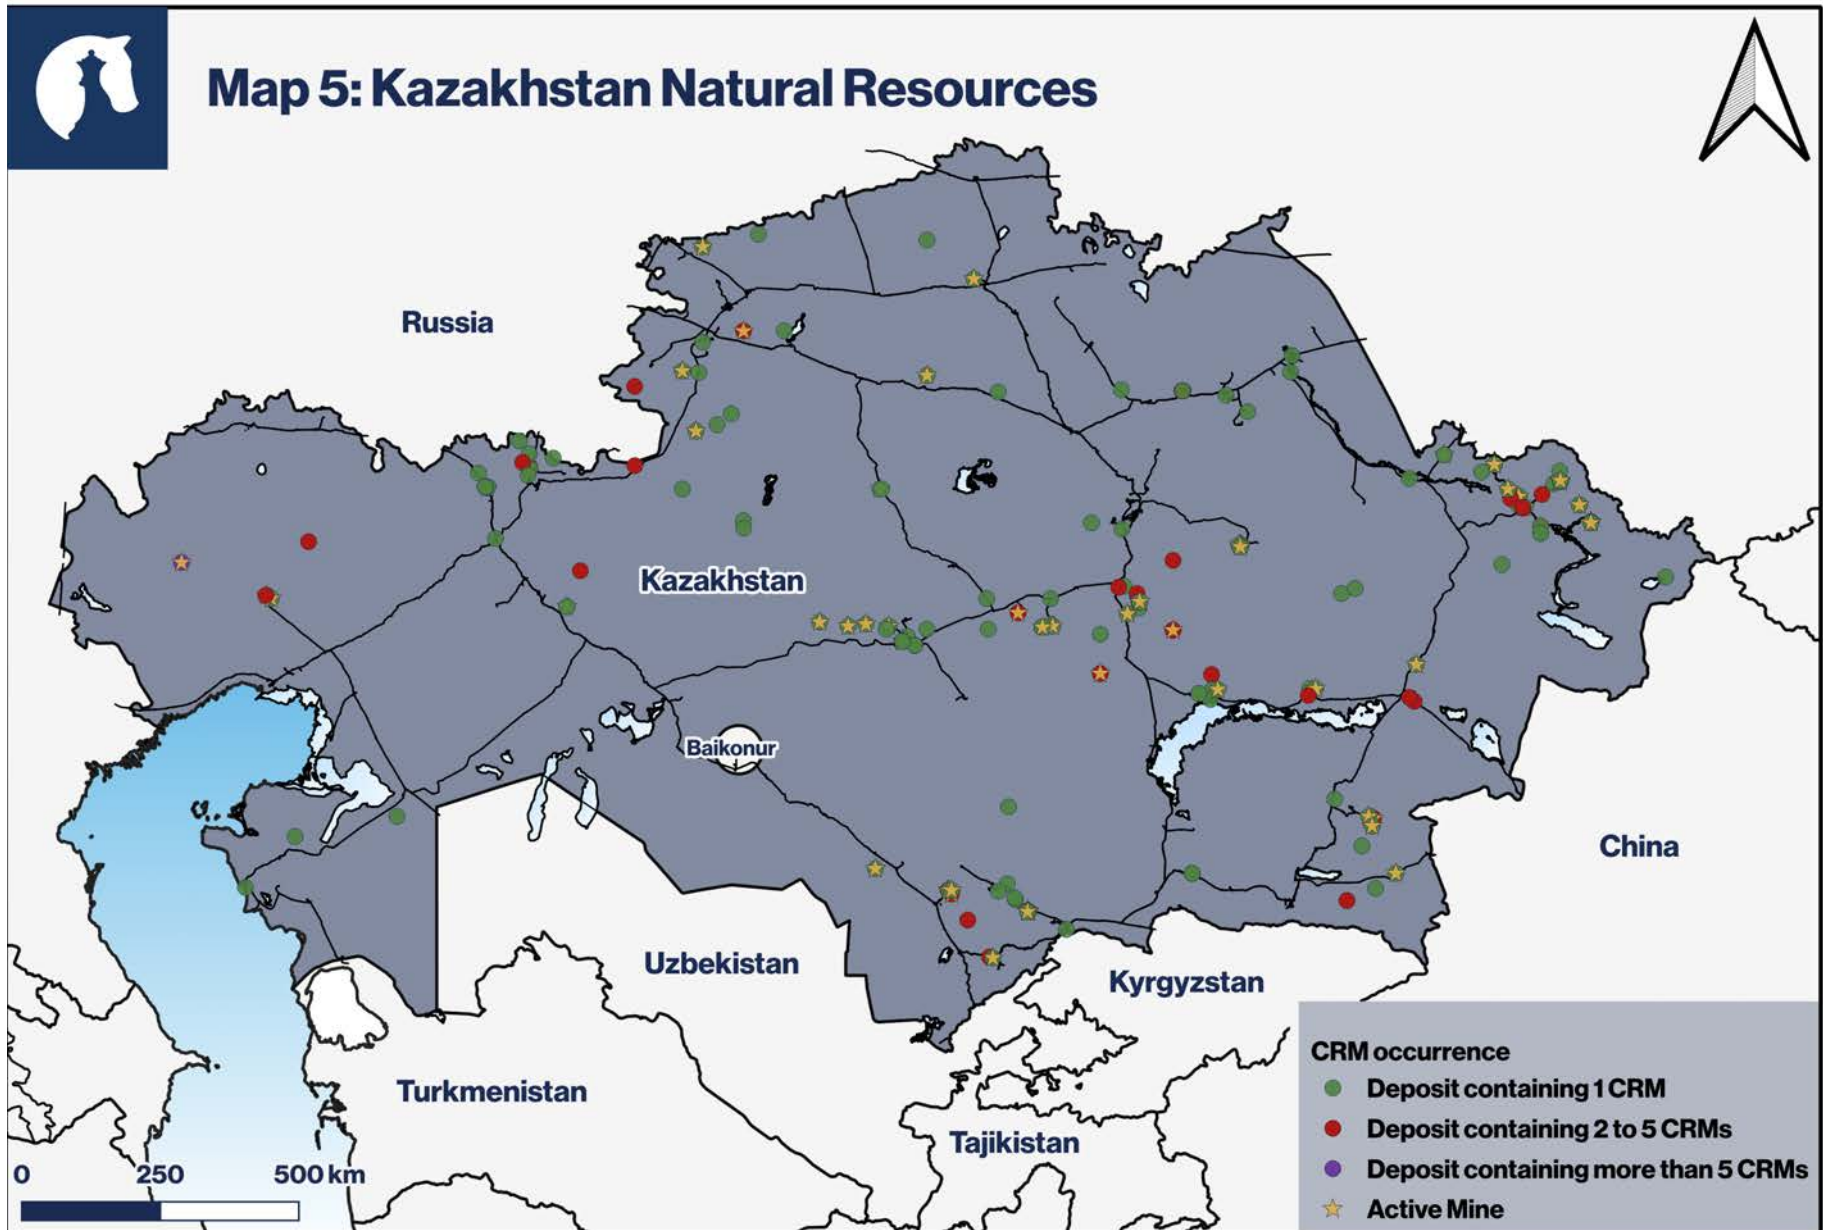 Map 5: Kazakhstan Natural Resources
Russia
Kazakhstan
Baikonur
China
Uzbekistan
Kyrgyzstan
Turkmenistan
Tajikistan
CRM occurrence
Deposit containing 1 CRM
Deposit containing 2 to 5 CRMs
Deposit containing more than 5 CRMs
Active Mine
0 250 500 km